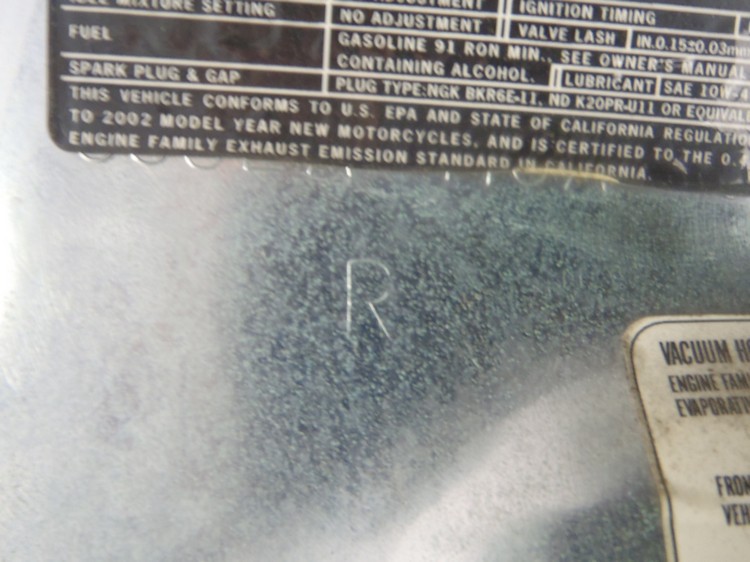 MIXTURE SETTING
NO ADJUSTMENT
IGNITION TIMING
VALVE LASH
IN.0.15±0.03mm
FUEL
GASOLINE 91 RON MIN., SEE OWNER'S MANUAL
CONTAINING ALCOHOL.
LUBRICANT
SAE 10W-
SPARK PLUG & GAP
PLUG TYPE:NGK BKR6E-11, ND K20PR-U11 OR EQUIVAL
THIS VEHICLE CONFORMS TO U.S. EPA AND STATE OF CALIFORNIA REGULATIO
TO 2002 MODEL YEAR NEW MOTORCYCLES, AND IS CERTIFIED TO THE 0.
ENGINE FAMILY EXHAUST EMISSION STANDARD IN CALIFORNIA.
R
VACUUM HO
ENGINE FAM
EVAPORATI
FROM
VEH